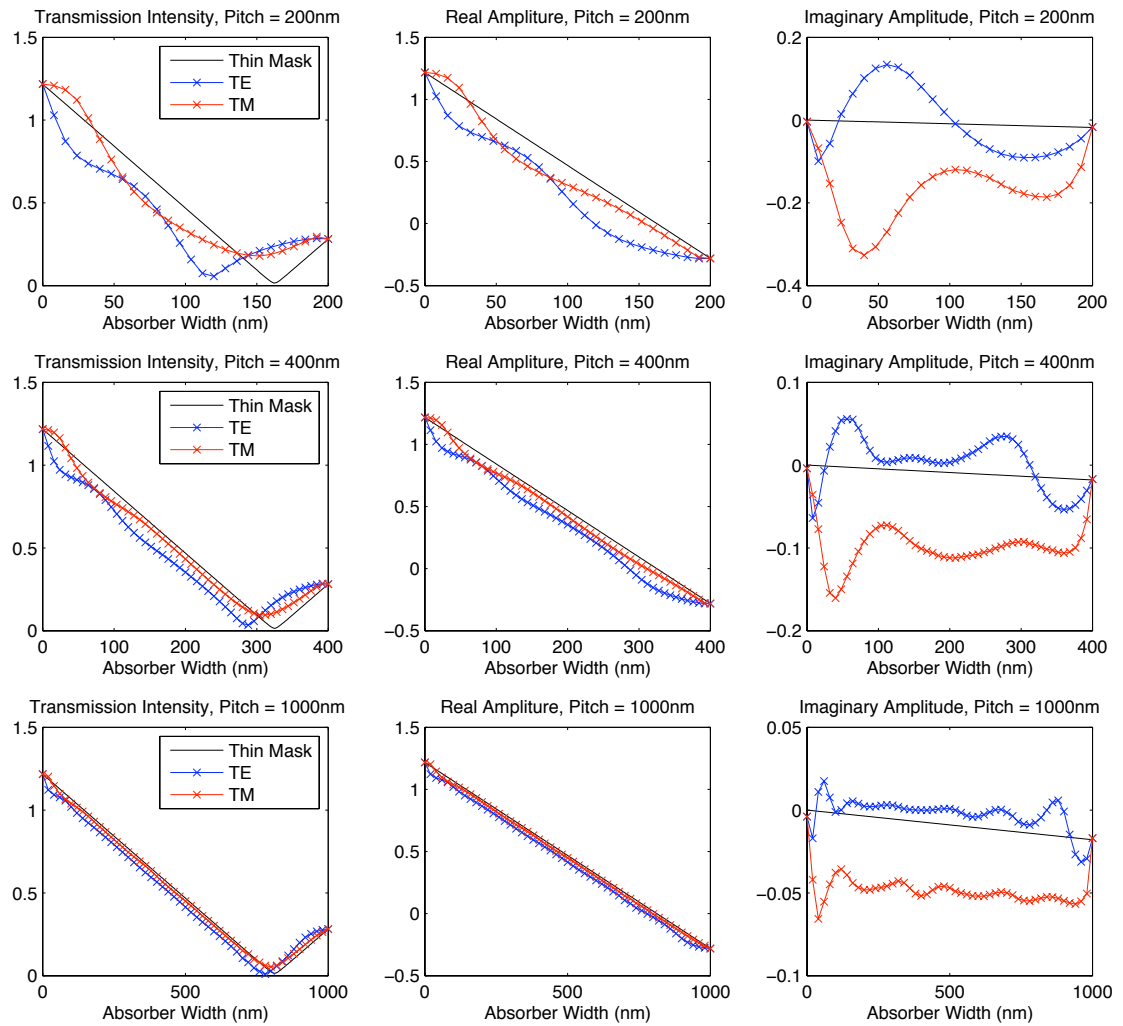 Transmission Intensity, Pitch = 200nm
1.5
1
0.5
0
0
50
100
150
200
Absorber Width (nm)
Thin Mask
TE
TM
Real Ampliture, Pitch = 200nm
1.5
1
0.5
0
−0.5
0
50
100
150
200
Absorber Width (nm)
Imaginary Amplitude, Pitch = 200nm
0.2
0
−0.2
−0.4
0
50
100
150
200
Absorber Width (nm)
Transmission Intensity, Pitch = 400nm
1.5
1
0.5
0
0
100
200
300
400
Absorber Width (nm)
Thin Mask
TE
TM
Real Ampliture, Pitch = 400nm
1.5
1
0.5
0
−0.5
0
100
200
300
400
Absorber Width (nm)
Imaginary Amplitude, Pitch = 400nm
0.1
0
−0.1
−0.2
0
100
200
300
400
Absorber Width (nm)
Transmission Intensity, Pitch = 1000nm
1.5
1
0.5
0
0
500
1000
Absorber Width (nm)
Thin Mask
TE
TM
Real Ampliture, Pitch = 1000nm
1.5
1
0.5
0
−0.5
0
500
1000
Absorber Width (nm)
Imaginary Amplitude, Pitch = 1000nm
0.05
0
−0.05
−0.1
0
500
1000
Absorber Width (nm)